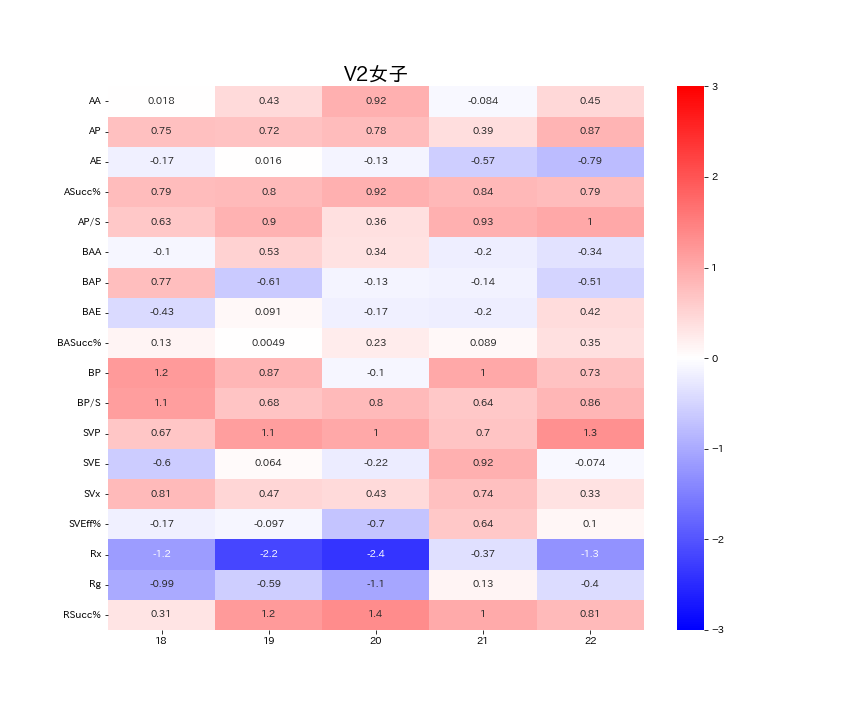 V2女子
AA 0.018 0.43 0.92 -0.084 0.45
AP 0.75 0.72 0.78 0.39 0.87
AE -0.17 0.016 -0.13 -0.57 -0.79
ASucc% 0.79 0.8 0.92 0.84 0.79
AP/S 0.63 0.9 0.36 0.93 1
BAA -0.1 0.53 0.34 -0.2 -0.34
BAP 0.77 -0.61 -0.13 -0.14 -0.51
BAE -0.43 0.091 -0.17 -0.2 0.42
BASucc% 0.13 0.0049 0.23 0.089 0.35
BP 1.2 0.87 -0.1 1 0.73
BP/S 1.1 0.68 0.8 0.64 0.86
SVP 0.67 1.1 1 0.7 1.3
SVE -0.6 0.064 -0.22 0.92 -0.074
SVx 0.81 0.47 0.43 0.74 0.33
SVEff% -0.17 -0.097 -0.7 0.64 0.1
Rx -1.2 -2.2 -2.4 -0.37 -1.3
Rg -0.99 -0.59 -1.1 0.13 -0.4
RSucc% 0.31 1.2 1.4 1 0.81
18 19 20 21 22
3
2
1
0
−1
−2
−3